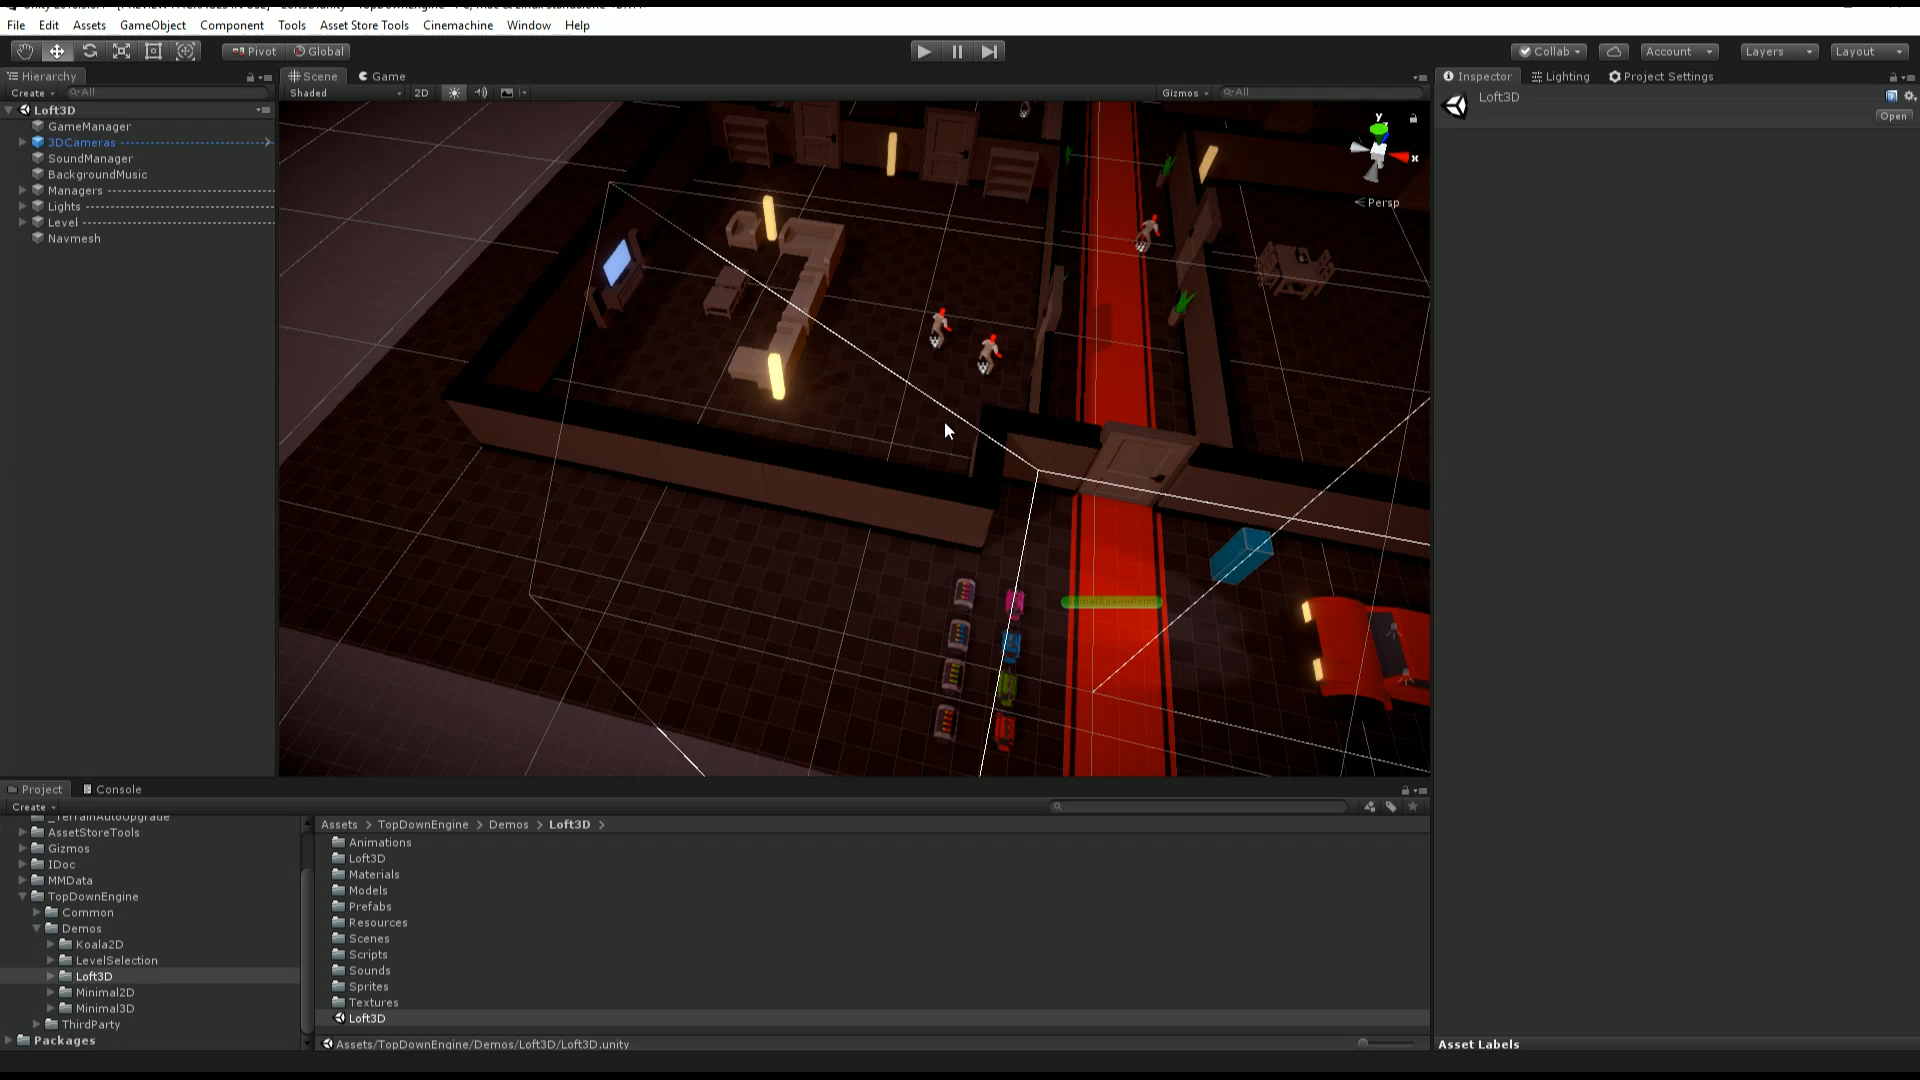 File Edit Assets GameObject Component Tools Asset Store Tools Cinemachine Window Help
Pivot Global Collab Account Layers Layout
Hierarchy
Create All
Loft3D
GameManager
3DCameras
SoundManager
BackgroundMusic
Managers
Lights
Level
Navmesh
Scene Game
Shaded 2D Gizmos All
y
x
Persp
Inspector Lighting Project Settings
Loft3D
Open
Project Console
Create
_TerrainAutoUpgrade
AssetStoreTools
Gizmos
IDoc
MMData
TopDownEngine
Common
Demos
Koala2D
LevelSelection
Loft3D
Minimal2D
Minimal3D
ThirdParty
Packages
Assets > TopDownEngine > Demos > Loft3D >
Animations
Loft3D
Materials
Models
Prefabs
Resources
Scenes
Scripts
Sounds
Sprites
Textures
Loft3D
Assets/TopDownEngine/Demos/Loft3D/Loft3D.unity
Asset Labels